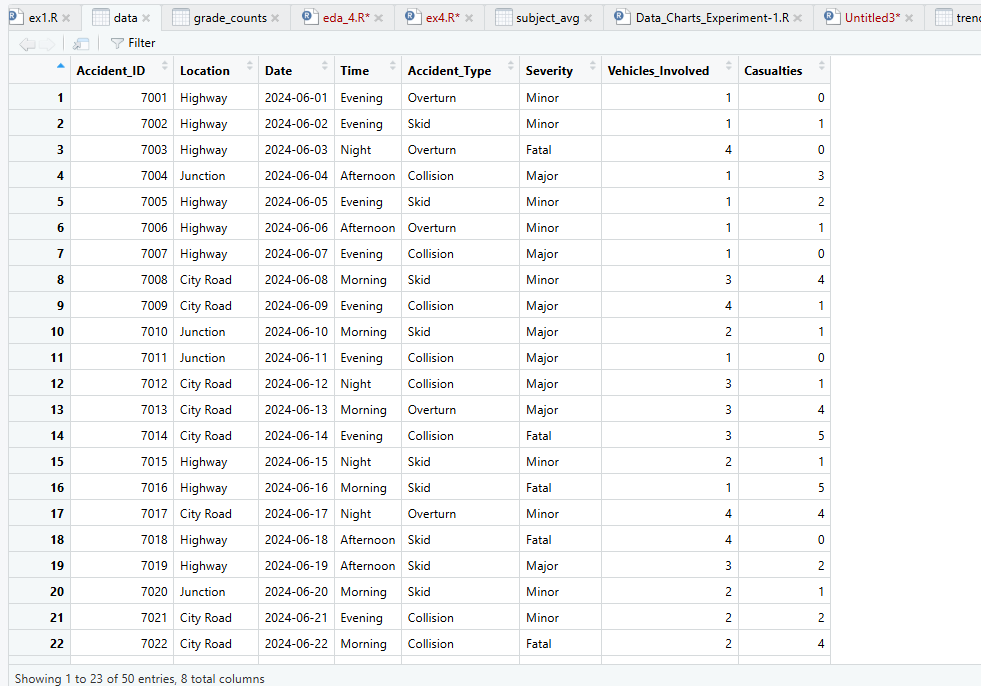 ex1.R data grade_counts eda_4.R* ex4.R* subject_avg Data_Charts_Experiment-1.R Untitled3* tren
Filter
Accident_ID Location Date Time Accident_Type Severity Vehicles_Involved Casualties
1 7001 Highway 2024-06-01 Evening Overturn Minor 1 0
2 7002 Highway 2024-06-02 Evening Skid Minor 1 1
3 7003 Highway 2024-06-03 Night Overturn Fatal 4 0
4 7004 Junction 2024-06-04 Afternoon Collision Major 1 3
5 7005 Highway 2024-06-05 Evening Skid Minor 1 2
6 7006 Highway 2024-06-06 Afternoon Overturn Minor 1 1
7 7007 Highway 2024-06-07 Evening Collision Major 1 0
8 7008 City Road 2024-06-08 Morning Skid Minor 3 4
9 7009 City Road 2024-06-09 Evening Collision Major 4 1
10 7010 Junction 2024-06-10 Morning Skid Major 2 1
11 7011 Junction 2024-06-11 Evening Collision Major 1 0
12 7012 City Road 2024-06-12 Night Collision Major 3 1
13 7013 City Road 2024-06-13 Morning Overturn Major 3 4
14 7014 City Road 2024-06-14 Evening Collision Fatal 3 5
15 7015 Highway 2024-06-15 Night Skid Minor 2 1
16 7016 Highway 2024-06-16 Morning Skid Fatal 1 5
17 7017 City Road 2024-06-17 Night Overturn Minor 4 4
18 7018 Highway 2024-06-18 Afternoon Skid Fatal 4 0
19 7019 Highway 2024-06-19 Afternoon Skid Major 3 2
20 7020 Junction 2024-06-20 Morning Skid Minor 2 1
21 7021 City Road 2024-06-21 Evening Collision Minor 2 2
22 7022 City Road 2024-06-22 Morning Collision Fatal 2 4
Showing 1 to 23 of 50 entries, 8 total columns